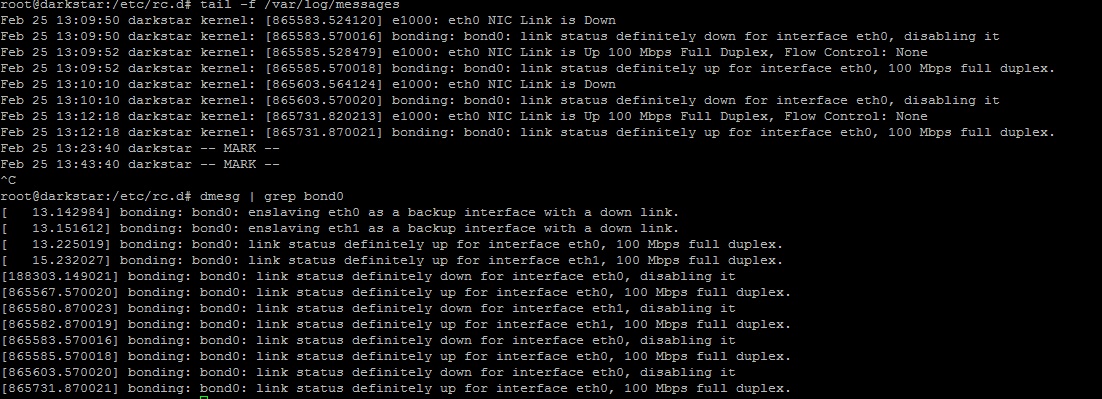 root@darkstar:/etc/rc.d# tail -f /var/log/messages
Feb 25 13:09:50 darkstar kernel: [865583.524120] e1000: eth0 NIC Link is Down
Feb 25 13:09:50 darkstar kernel: [865583.570016] bonding: bond0: link status definitely down for interface eth0, disabling it
Feb 25 13:09:52 darkstar kernel: [865585.528479] e1000: eth0 NIC Link is Up 100 Mbps Full Duplex, Flow Control: None
Feb 25 13:09:52 darkstar kernel: [865585.570018] bonding: bond0: link status definitely up for interface eth0, 100 Mbps full duplex.
Feb 25 13:10:10 darkstar kernel: [865603.564124] e1000: eth0 NIC Link is Down
Feb 25 13:10:10 darkstar kernel: [865603.570020] bonding: bond0: link status definitely down for interface eth0, disabling it
Feb 25 13:12:18 darkstar kernel: [865731.820213] e1000: eth0 NIC Link is Up 100 Mbps Full Duplex, Flow Control: None
Feb 25 13:12:18 darkstar kernel: [865731.870021] bonding: bond0: link status definitely up for interface eth0, 100 Mbps full duplex.
Feb 25 13:23:40 darkstar -- MARK --
Feb 25 13:43:40 darkstar -- MARK --
^C
root@darkstar:/etc/rc.d# dmesg | grep bond0
[   13.142984] bonding: bond0: enslaving eth0 as a backup interface with a down link.
[   13.151612] bonding: bond0: enslaving eth1 as a backup interface with a down link.
[   13.225019] bonding: bond0: link status definitely up for interface eth0, 100 Mbps full duplex.
[   15.232027] bonding: bond0: link status definitely up for interface eth1, 100 Mbps full duplex.
[188303.149021] bonding: bond0: link status definitely down for interface eth0, disabling it
[865567.570020] bonding: bond0: link status definitely up for interface eth0, 100 Mbps full duplex.
[865580.870023] bonding: bond0: link status definitely down for interface eth1, disabling it
[865582.870019] bonding: bond0: link status definitely up for interface eth1, 100 Mbps full duplex.
[865583.570016] bonding: bond0: link status definitely down for interface eth0, disabling it
[865585.570018] bonding: bond0: link status definitely up for interface eth0, 100 Mbps full duplex.
[865603.570020] bonding: bond0: link status definitely down for interface eth0, disabling it
[865731.870021] bonding: bond0: link status definitely up for interface eth0, 100 Mbps full duplex.